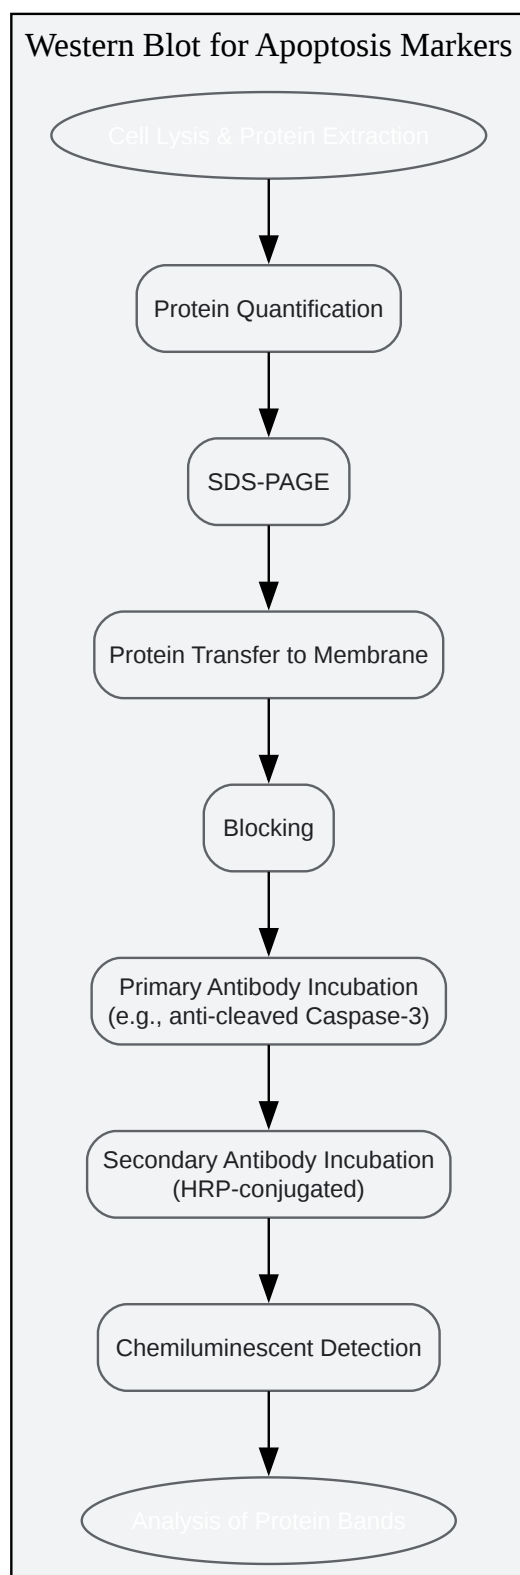 Western Blot for Apoptosis Markers
Cell Lysis & Protein Extraction
Protein Quantification
SDS-PAGE
Protein Transfer to Membrane
Blocking
Primary Antibody Incubation
(e.g., anti-cleaved Caspase-3)
Secondary Antibody Incubation
(HRP-conjugated)
Chemiluminescent Detection
Analysis of Protein Bands